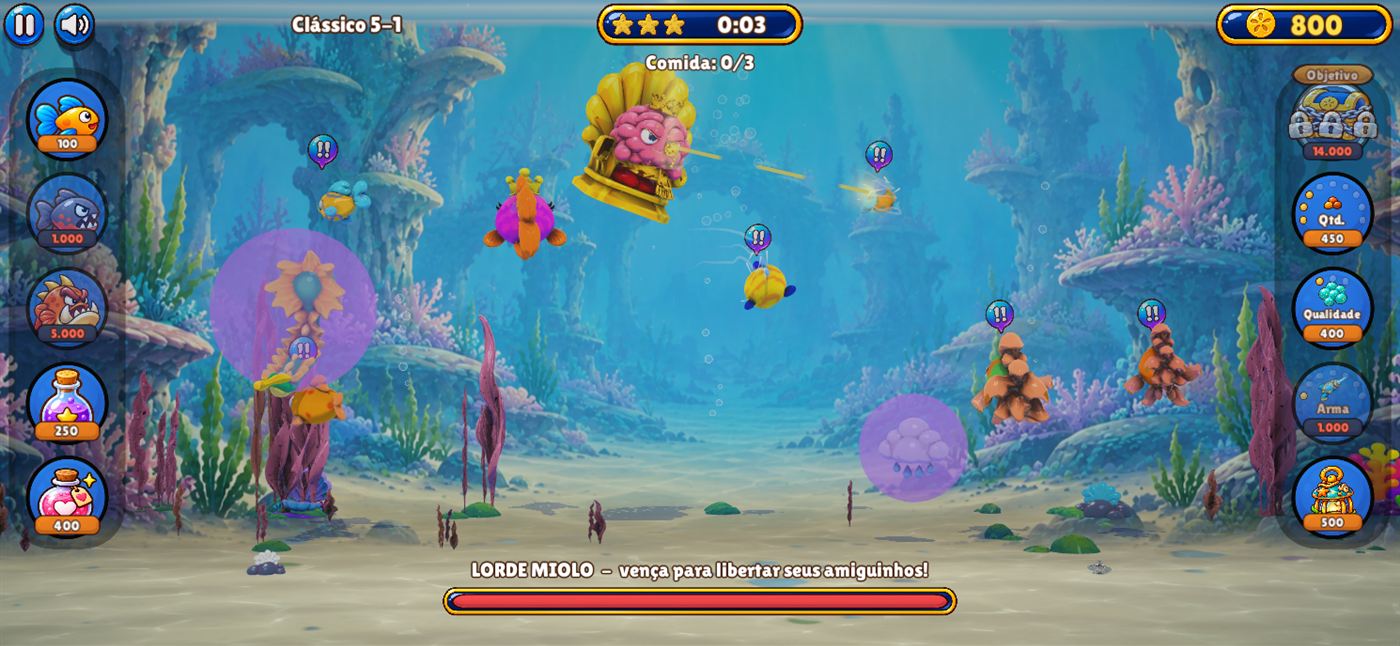 Clássico 5-1
0:03
800
Comida: 0/3
Objetivo
14.000
100
1.000
5.000
250
400
Qtd.
450
Qualidade
400
Arma
1.000
500
!!
!!
!!
!!
!!
!!
LORDE MIOLO – vença para libertar seus amiguinhos!